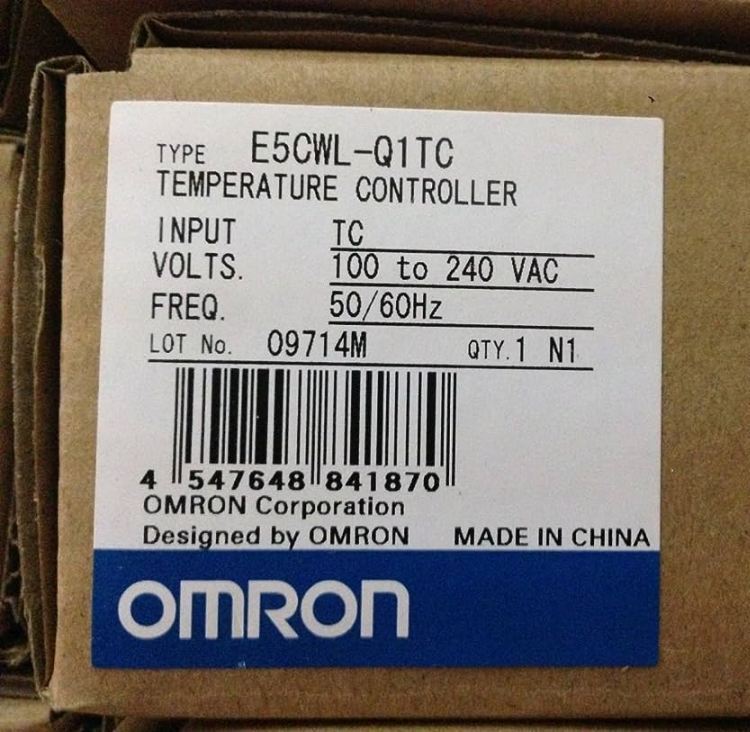 TYPE E5CWL-Q1TC
TEMPERATURE CONTROLLER
INPUT TC
VOLTS. 100 to 240 VAC
FREQ. 50/60Hz
LOT No. 09714M QTY.1 N1
4 547648 841870
OMRON Corporation
Designed by OMRON MADE IN CHINA
OMRON